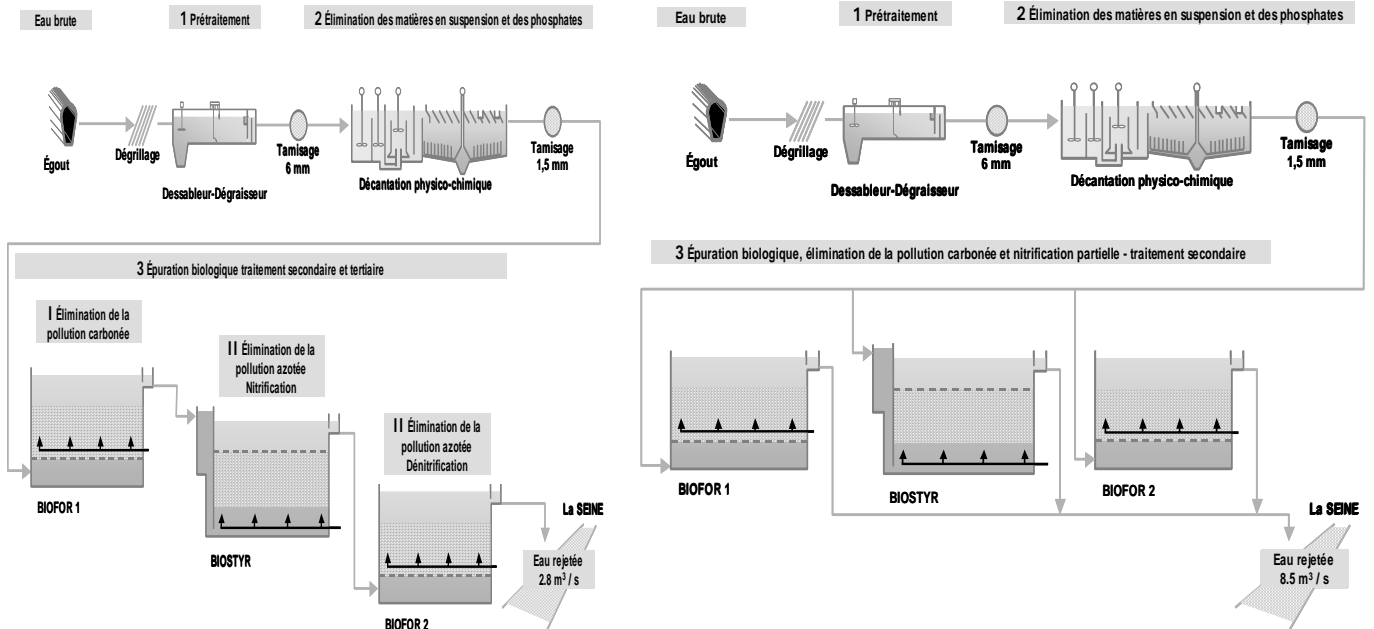 Eau brute
1 Prétraitement
2 Élimination des matières en suspension et des phosphates
Égout
Dégrillage
Dessableur-Dégraisseur
Tamisage
6 mm
Décantation physico-chimique
Tamisage
1,5 mm
3 Épuration biologique traitement secondaire et tertiaire
I Élimination de la
pollution carbonée
BIOFOR 1
II Élimination de la
pollution azotée
Nitrification
BIOSTYR
II Élimination de la
pollution azotée
Dénitrification
BIOFOR 2
La SEINE
Eau rejetée
2.8 m³ / s
Eau brute
1 Prétraitement
2 Élimination des matières en suspension et des phosphates
Égout
Dégrillage
Dessableur-Dégraisseur
Tamisage
6 mm
Décantation physico-chimique
Tamisage
1,5 mm
3 Épuration biologique, élimination de la pollution carbonée et nitrification partielle - traitement secondaire
BIOFOR 1
BIOSTYR
BIOFOR 2
La SEINE
Eau rejetée
8.5 m³ / s